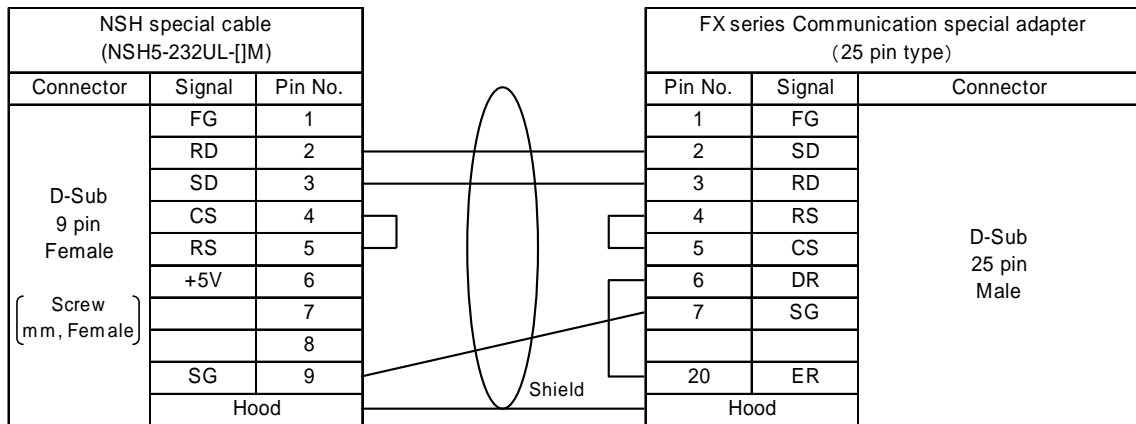 NSH special cable
(NSH5-232UL-[]M)
FX series Communication special adapter
(25 pin type)
Connector Signal Pin No.
Pin No. Signal Connector
FG 1
1 FG
RD 2
2 SD
SD 3
3 RD
CS 4
4 RS
RS 5
5 CS
+5V 6
6 DR
7
7 SG
8
SG 9
20 ER
Hood
Hood
D-Sub
9 pin
Female
Screw
mm, Female
Shield
D-Sub
25 pin
Male